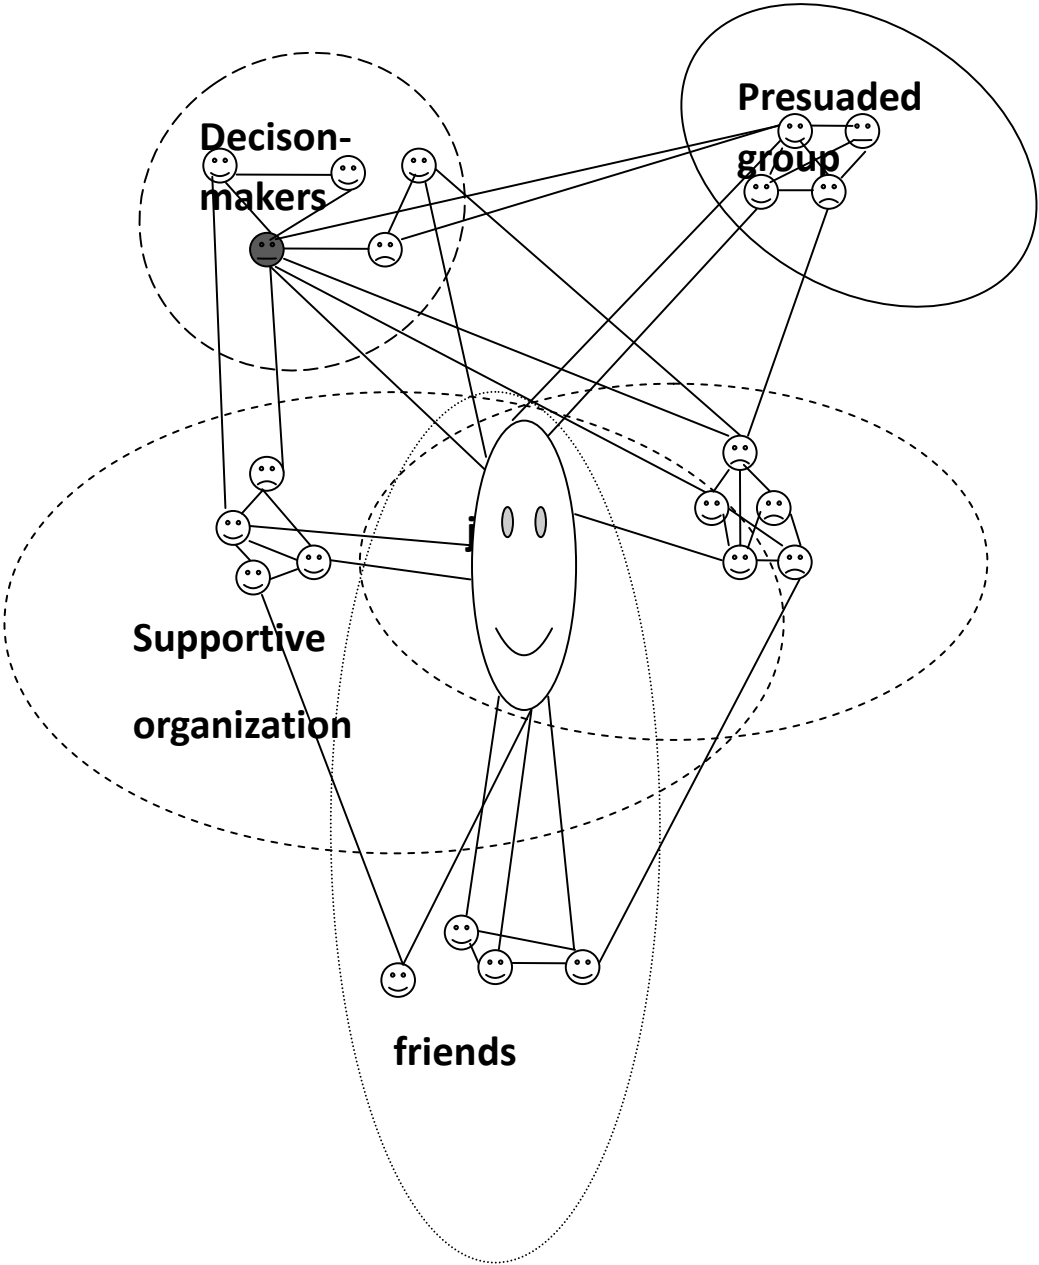 Presuaded
group
Decison-
makers
j
Supportive
organization
friends